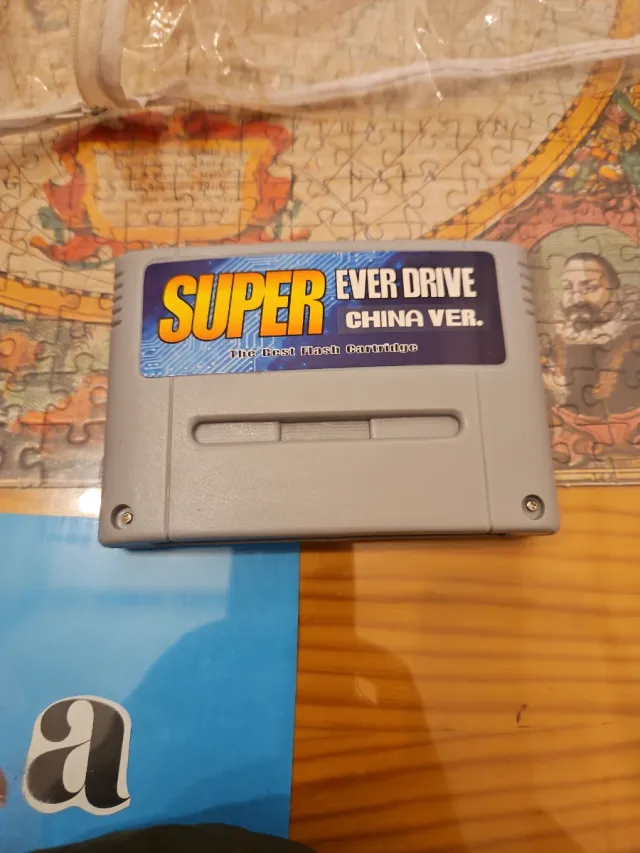 SUPER EVER DRIVE
CHINA VER.
The Best Flash Cartridge
a